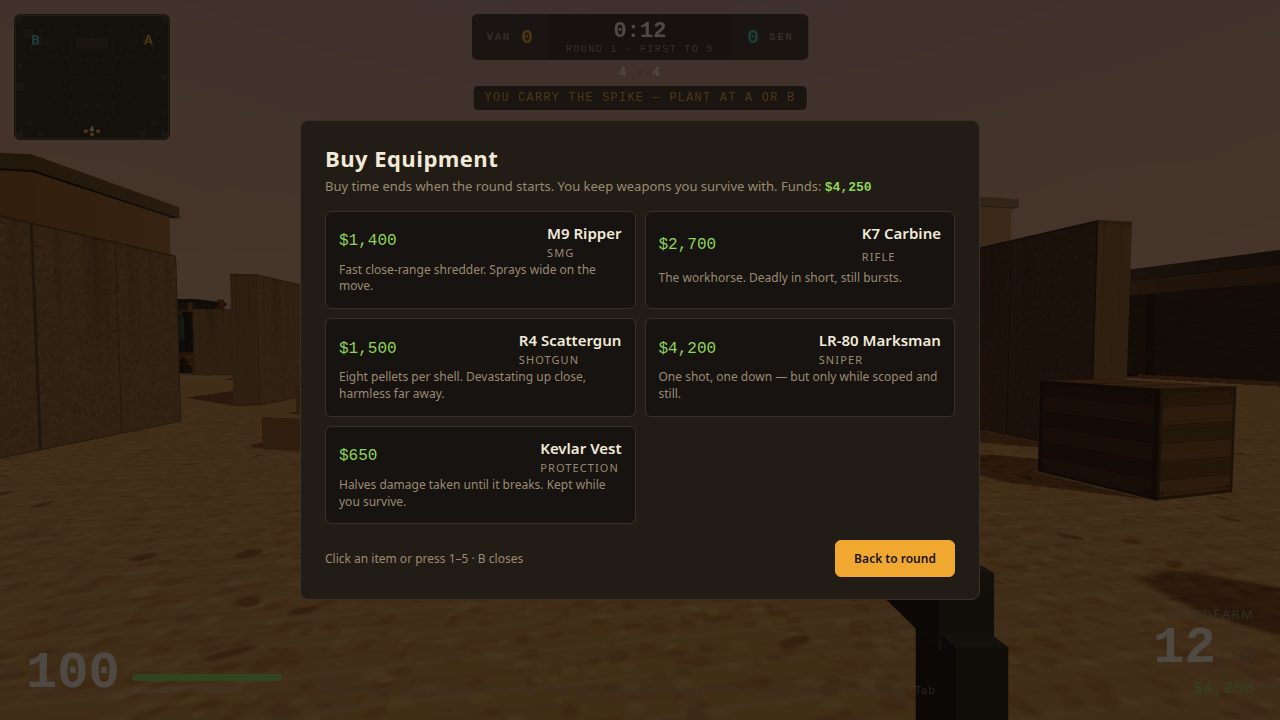 B
A
VAN 0
0:12
0 SEN
ROUND 1 · FIRST TO 5
4 4
YOU CARRY THE SPIKE — PLANT AT A OR B
Buy Equipment
Buy time ends when the round starts. You keep weapons you survive with. Funds: $4,250
$1,400
M9 Ripper
SMG
Fast close-range shredder. Sprays wide on the
move.
$2,700
K7 Carbine
RIFLE
The workhorse. Deadly in short, still bursts.
$1,500
R4 Scattergun
SHOTGUN
Eight pellets per shell. Devastating up close,
harmless far away.
$4,200
LR-80 Marksman
SNIPER
One shot, one down — but only while scoped and
still.
$650
Kevlar Vest
PROTECTION
Halves damage taken until it breaks. Kept while
you survive.
Click an item or press 1–5 · B closes
Back to round
100
12
$4,250
Tab